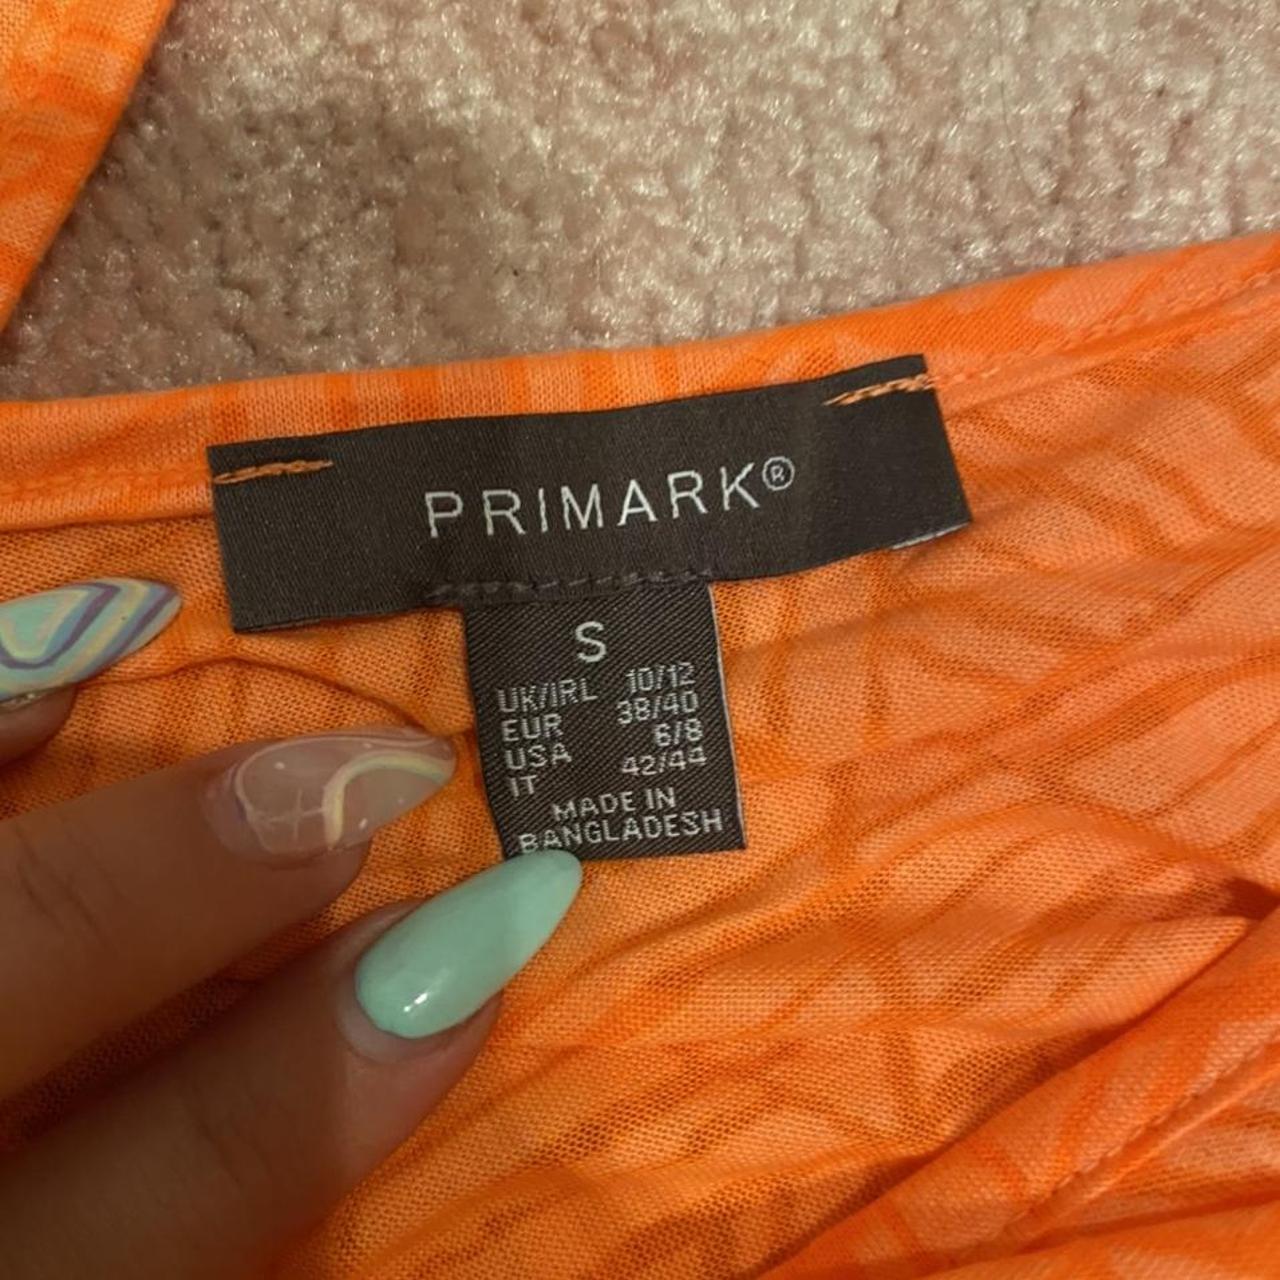 PRIMARK®
S
UK/IRL 10/12
EUR 38/40
USA 6/8
IT 42/44
MADE IN
BANGLADESH